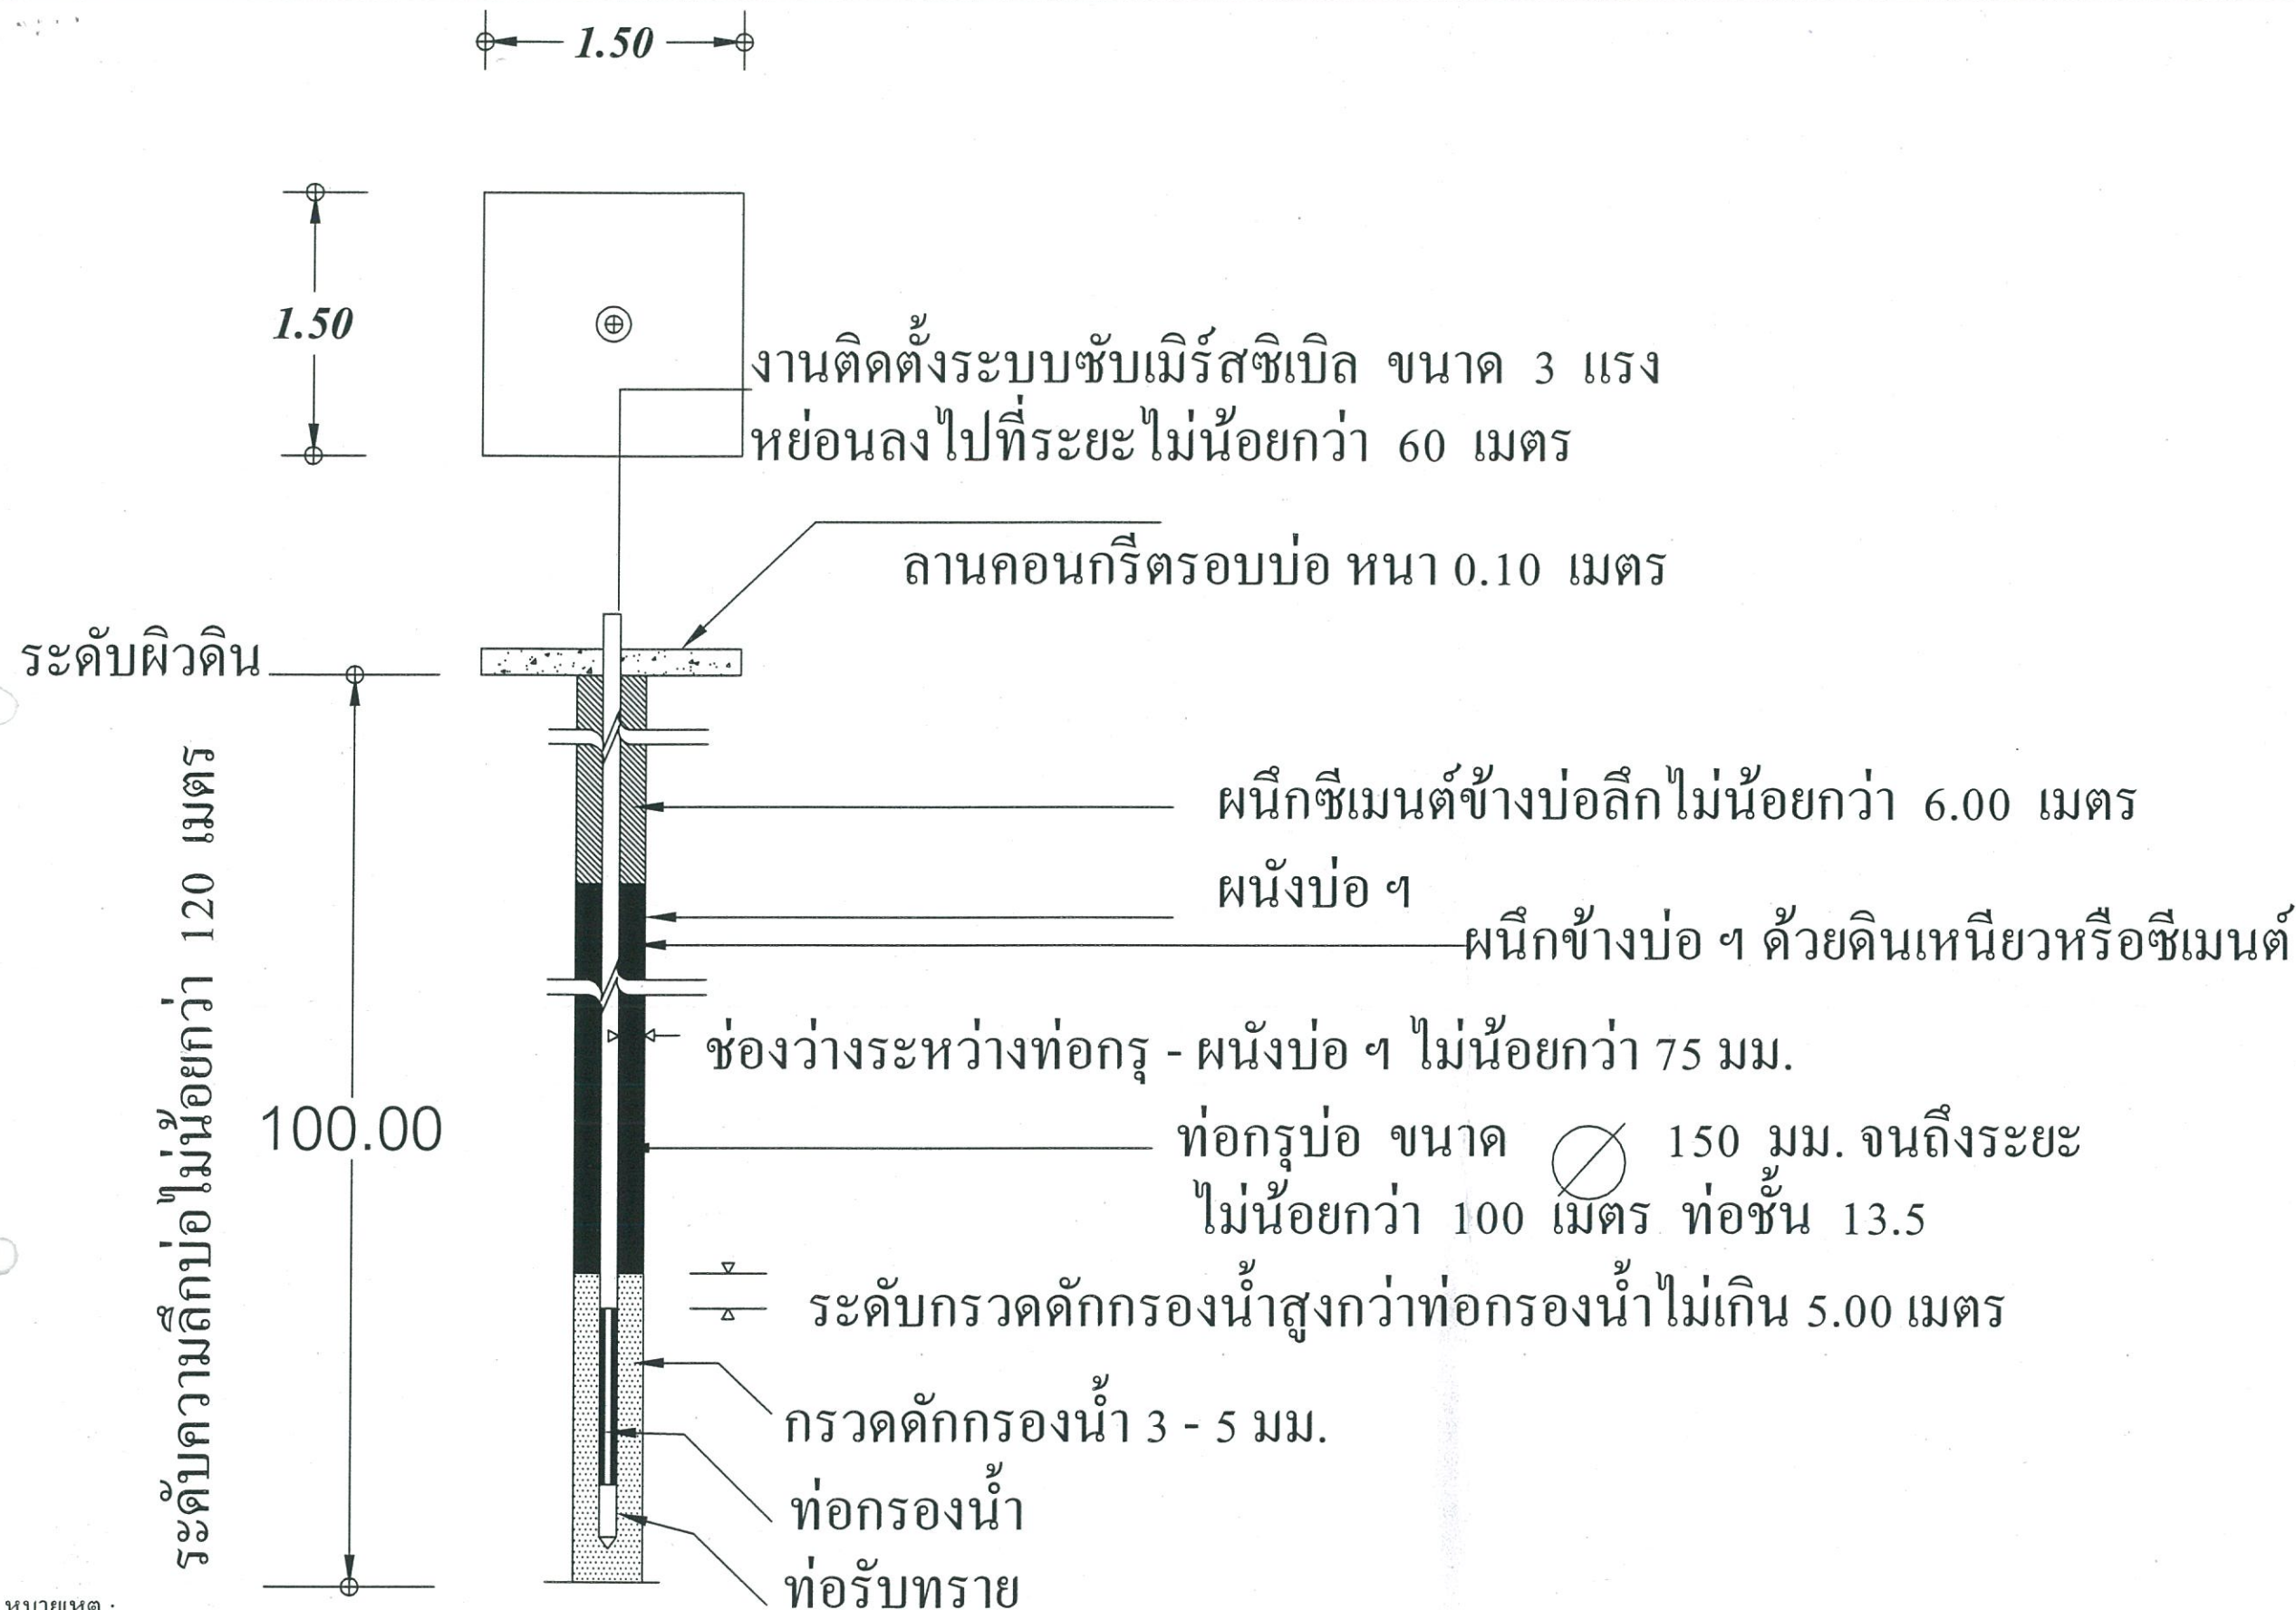 1.50
1.50
งานติดตั้งระบบซับเมิร์สซิเบิล ขนาด 3 แรง
หย่อนลงไปที่ระยะไม่น้อยกว่า 60 เมตร
ลานคอนกรีตรอบบ่อ หนา 0.10 เมตร
ระดับผิวดิน
ระดับความลึกบ่อไม่น้อยกว่า 120 เมตร
100.00
ผนึกซีเมนต์ข้างบ่อลึกไม่น้อยกว่า 6.00 เมตร
ผนังบ่อ ฯ
ผนึกข้างบ่อ ฯ ด้วยดินเหนียวหรือซีเมนต์
ช่องว่างระหว่างท่อกรุ - ผนังบ่อ ฯ ไม่น้อยกว่า 75 มม.
ท่อกรุบ่อ ขนาด ∅ 150 มม. จนถึงระยะ
ไม่น้อยกว่า 100 เมตร ท่อชั้น 13.5
ระดับกรวดดักกรองน้ำสูงกว่าท่อกรองน้ำไม่เกิน 5.00 เมตร
กรวดดักกรองน้ำ 3 - 5 มม.
ท่อกรองน้ำ
ท่อรับทราย
หมายเหตุ :